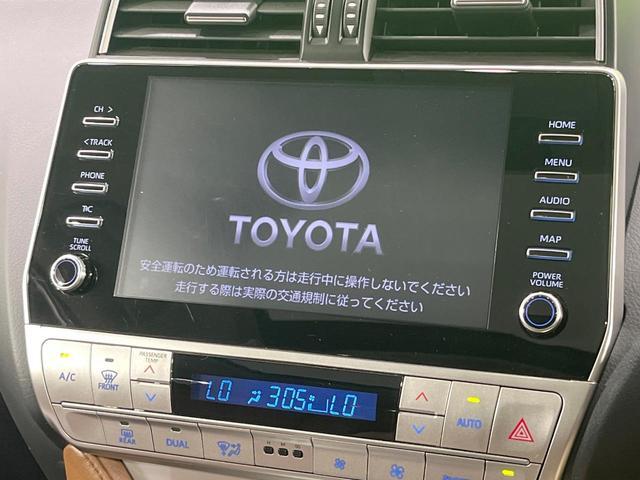 CH >
< TRACK
PHONE
T/C
TUNE
SCROLL
HOME
MENU
AUDIO
MAP
POWER
VOLUME
TOYOTA
安全運転のため運転される方は走行中に操作しないでください
走行する際は実際の交通規制に従ってください
A/C
FRONT
PASSENGER
TEMP
LO 305 LO
AUTO
REAR
DUAL